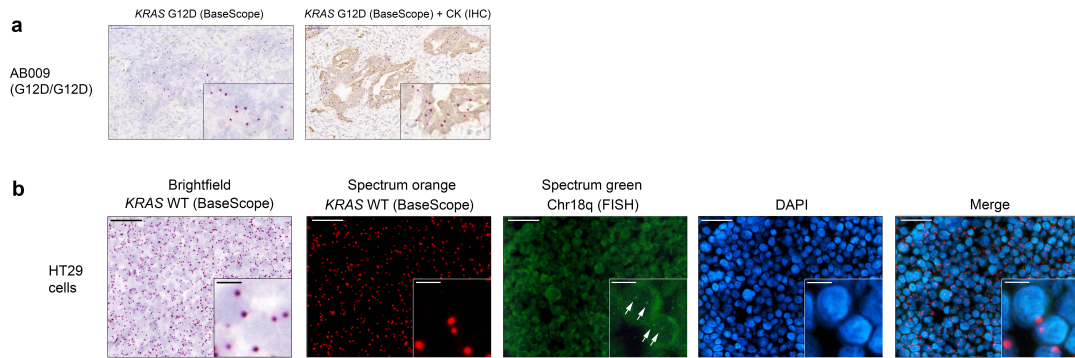 a
KRAS G12D (BaseScope)
KRAS G12D (BaseScope) + CK (IHC)
AB009
(G12D/G12D)
b
Brightfield
KRAS WT (BaseScope)
Spectrum orange
KRAS WT (BaseScope)
Spectrum green
Chr18q (FISH)
DAPI
Merge
HT29
cells